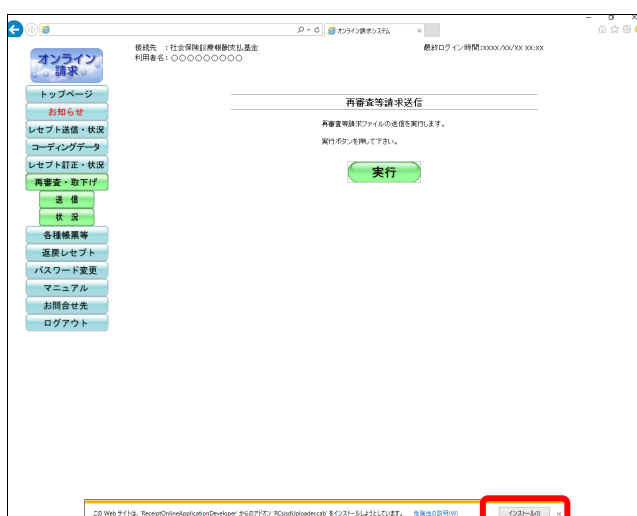 オンライン請求システム
接続先 ：社会保険診療報酬支払基金
最終ログイン時間:xxxx/xx/xx xx:xx
利用者名：○○○○○○○○○
オンライン
請求
トップページ
お知らせ
レセプト送信・状況
コーディングデータ
レセプト訂正・状況
再審査・取下げ
送 信
状 況
各種帳票等
返戻レセプト
パスワード変更
マニュアル
お問合せ先
ログアウト
再審査等請求送信
再審査等請求ファイルの送信を実行します。
実行ボタンを押して下さい。
実行
この Web サイトは、'ReceiptOnlineApplicationDeveloper' からのアドオン 'RCsisdUploader.cab' をインストールしようとしています。 危険性の説明(W) インストール(I)